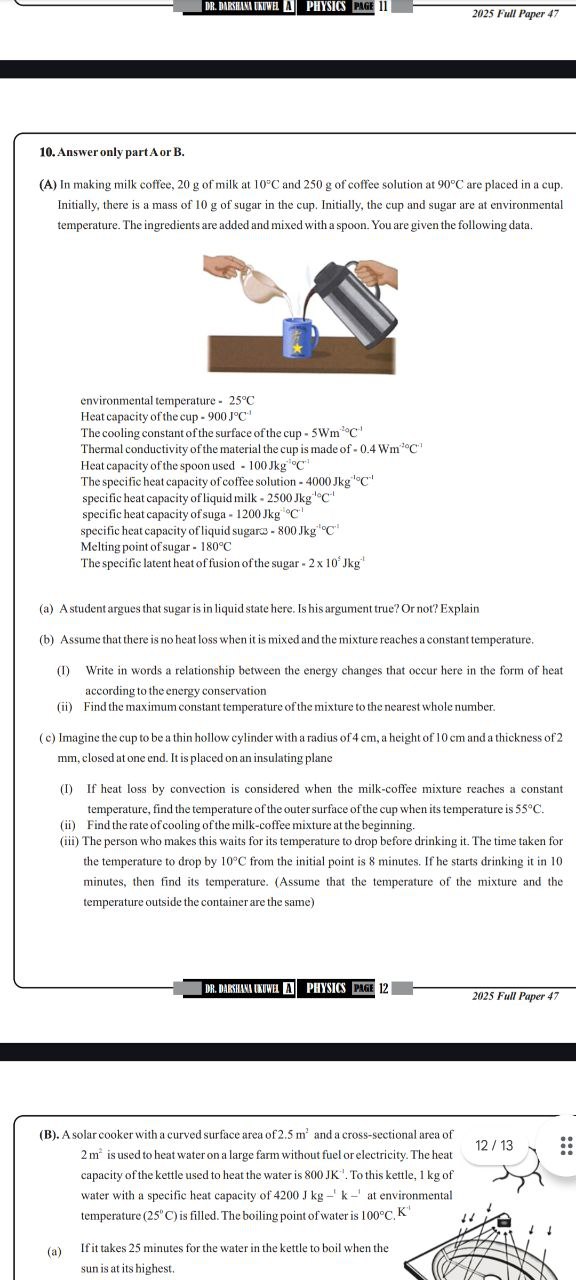 DR. DARSHANA UKUWEL A PHYSICS PAGE 11
2025 Full Paper 47
10. Answer only part A or B.
(A) In making milk coffee, 20 g of milk at 10°C and 250 g of coffee solution at 90°C are placed in a cup.
Initially, there is a mass of 10 g of sugar in the cup. Initially, the cup and sugar are at environmental
temperature. The ingredients are added and mixed with a spoon. You are given the following data.
environmental temperature - 25°C
Heat capacity of the cup - 900 J°C⁻¹
The cooling constant of the surface of the cup - 5Wm⁻²°C⁻¹
Thermal conductivity of the material the cup is made of - 0.4 Wm⁻²°C⁻¹
Heat capacity of the spoon used - 100 Jkg⁻¹°C⁻¹
The specific heat capacity of coffee solution - 4000 Jkg⁻¹°C⁻¹
specific heat capacity of liquid milk - 2500 Jkg⁻¹°C⁻¹
specific heat capacity of suga - 1200 Jkg⁻¹°C⁻¹
specific heat capacity of liquid sugar - 800 Jkg⁻¹°C⁻¹
Melting point of sugar - 180°C
The specific latent heat of fusion of the sugar - 2 x 10⁵ Jkg⁻¹
(a) A student argues that sugar is in liquid state here. Is his argument true? Or not? Explain
(b) Assume that there is no heat loss when it is mixed and the mixture reaches a constant temperature.
(I) Write in words a relationship between the energy changes that occur here in the form of heat
according to the energy conservation
(ii) Find the maximum constant temperature of the mixture to the nearest whole number.
(c) Imagine the cup to be a thin hollow cylinder with a radius of 4 cm, a height of 10 cm and a thickness of 2
mm, closed at one end. It is placed on an insulating plane
(I) If heat loss by convection is considered when the milk-coffee mixture reaches a constant
temperature, find the temperature of the outer surface of the cup when its temperature is 55°C.
(ii) Find the rate of cooling of the milk-coffee mixture at the beginning.
(iii) The person who makes this waits for its temperature to drop before drinking it. The time taken for
the temperature to drop by 10°C from the initial point is 8 minutes. If he starts drinking it in 10
minutes, then find its temperature. (Assume that the temperature of the mixture and the
temperature outside the container are the same)
DR. DARSHANA UKUWEL A PHYSICS PAGE 12
2025 Full Paper 47
(B). A solar cooker with a curved surface area of 2.5 m² and a cross-sectional area of
2 m² is used to heat water on a large farm without fuel or electricity. The heat
capacity of the kettle used to heat the water is 800 JK⁻¹. To this kettle, 1 kg of
water with a specific heat capacity of 4200 J kg –¹ k –¹ at environmental
temperature (25°C) is filled. The boiling point of water is 100°C. K⁻¹
12 / 13
(a) If it takes 25 minutes for the water in the kettle to boil when the
sun is at its highest.